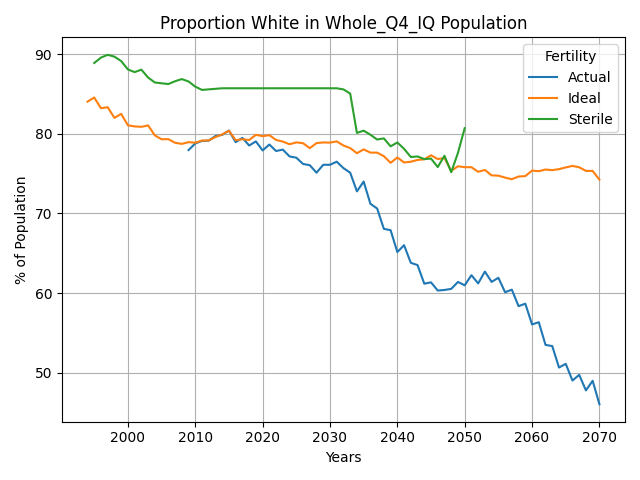 Proportion White in Whole_Q4_IQ Population
Fertility
Actual
Ideal
Sterile
% of Population
90
80
70
60
50
2000
2010
2020
2030
2040
2050
2060
2070
Years